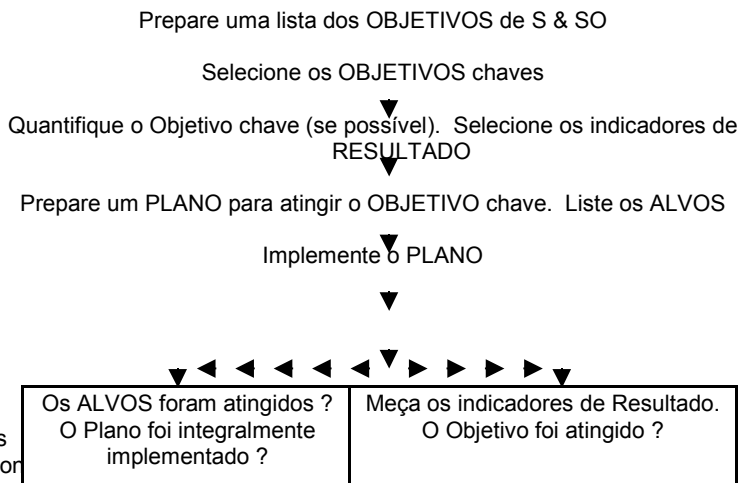 Prepare uma lista dos OBJETIVOS de S & SO
Selecione os OBJETIVOS chaves
Quantifique o Objetivo chave (se possível). Selecione os indicadores de
RESULTADO
Prepare um PLANO para atingir o OBJETIVO chave. Liste os ALVOS
Implemente o PLANO
Os ALVOS foram atingidos ?
O Plano foi integralmente
implementado ?
Meça os indicadores de Resultado.
O Objetivo foi atingido ?